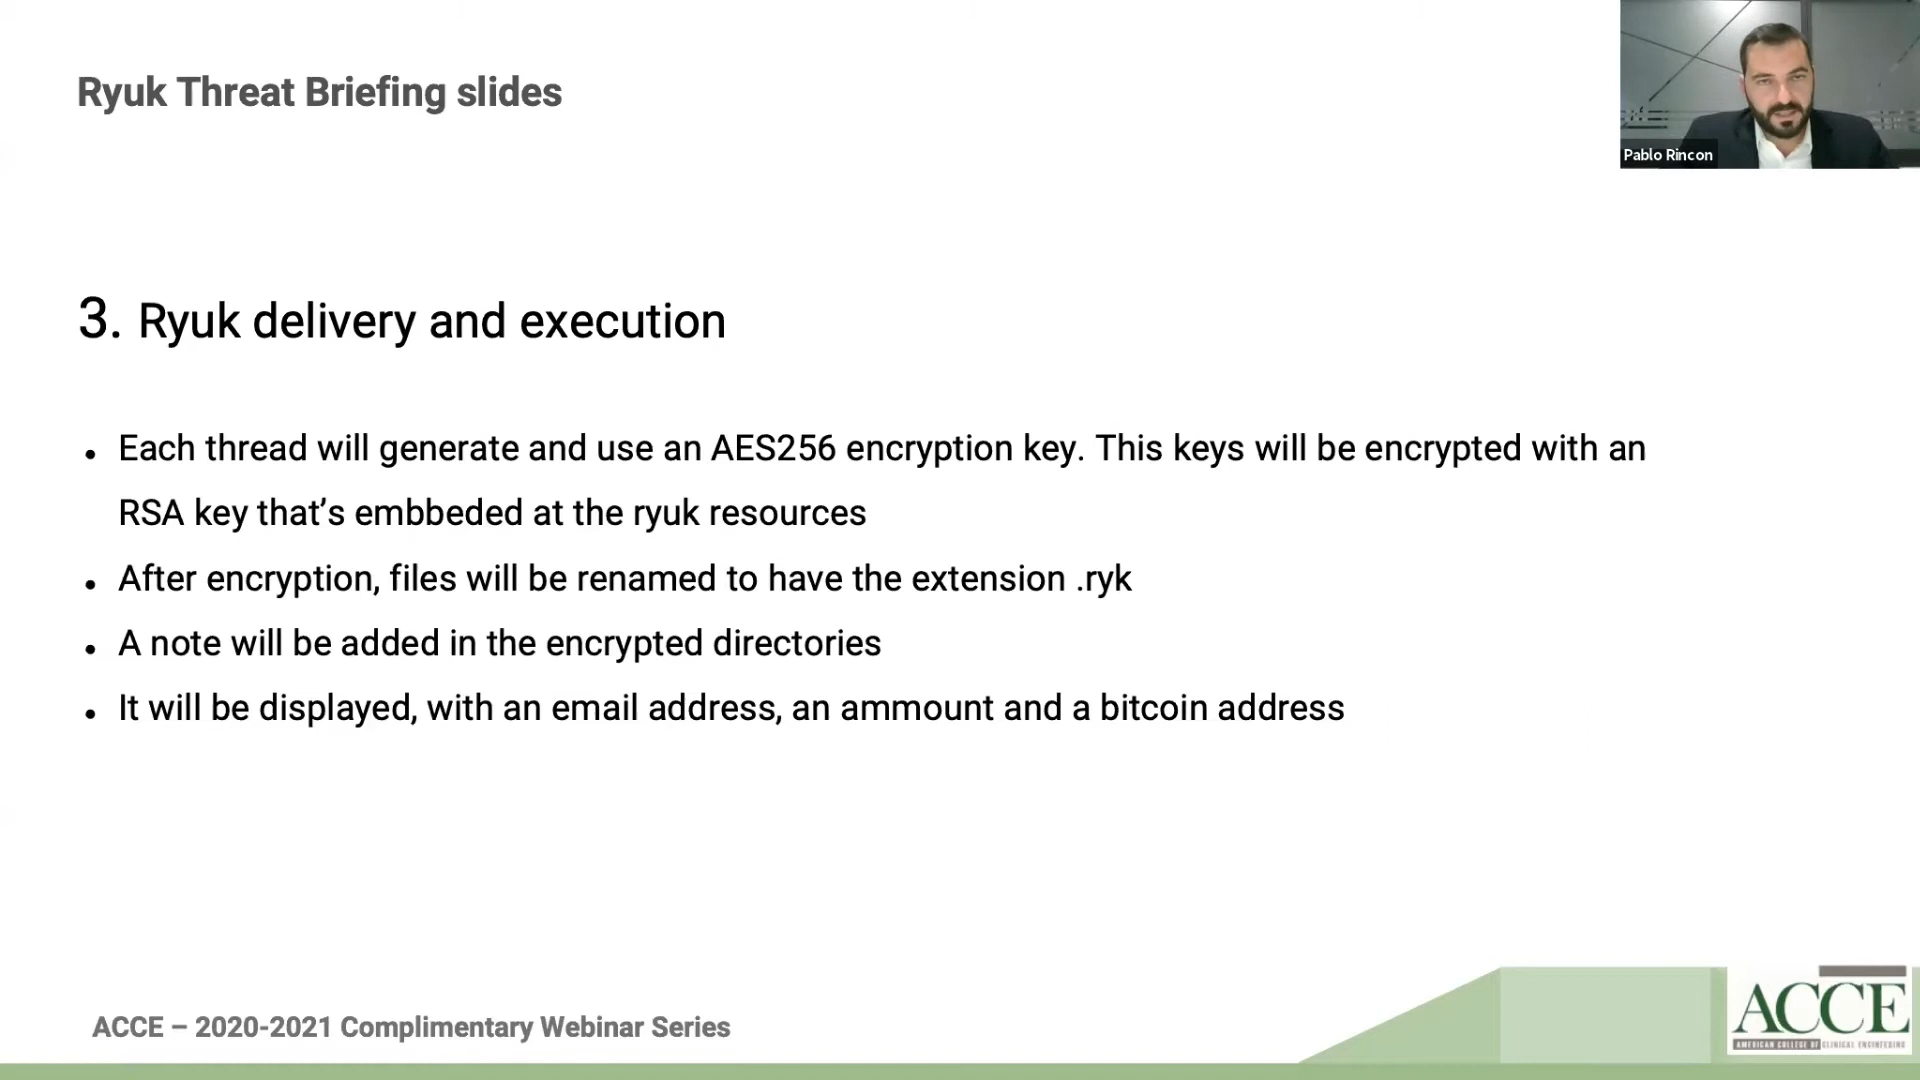 Ryuk Threat Briefing slides
Pablo Rincon
3. Ryuk delivery and execution
• Each thread will generate and use an AES256 encryption key. This keys will be encrypted with an
RSA key that’s embbeded at the ryuk resources
• After encryption, files will be renamed to have the extension .ryk
• A note will be added in the encrypted directories
• It will be displayed, with an email address, an ammount and a bitcoin address
ACCE – 2020-2021 Complimentary Webinar Series
ACCE
AMERICAN COLLEGE OF CLINICAL ENGINEERING